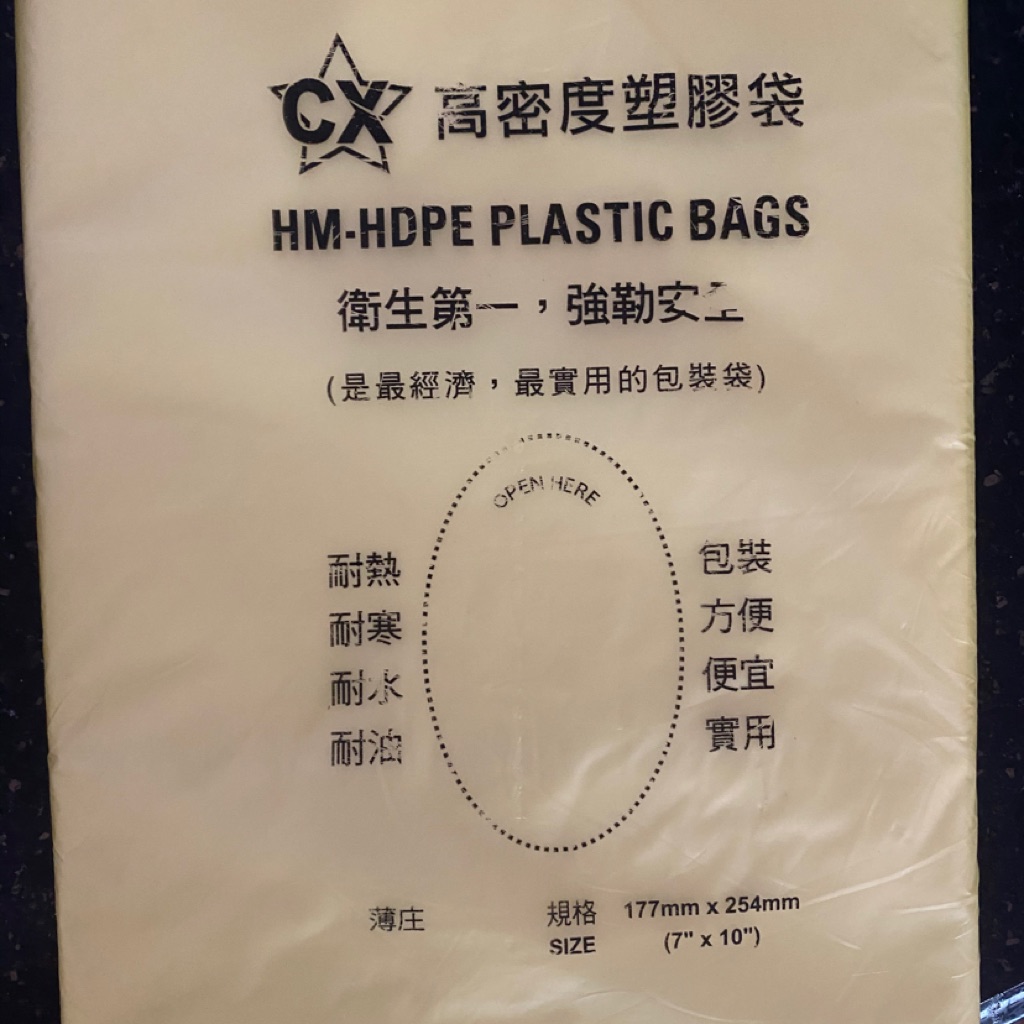 CX 高密度塑膠袋
HM-HDPE PLASTIC BAGS
衛生第一，強勒安全
(是最經濟，最實用的包裝袋)
OPEN HERE
耐熱
耐寒
耐水
耐油
包裝
方便
便宜
實用
薄庄
規格 177mm x 254mm
SIZE (7" x 10")